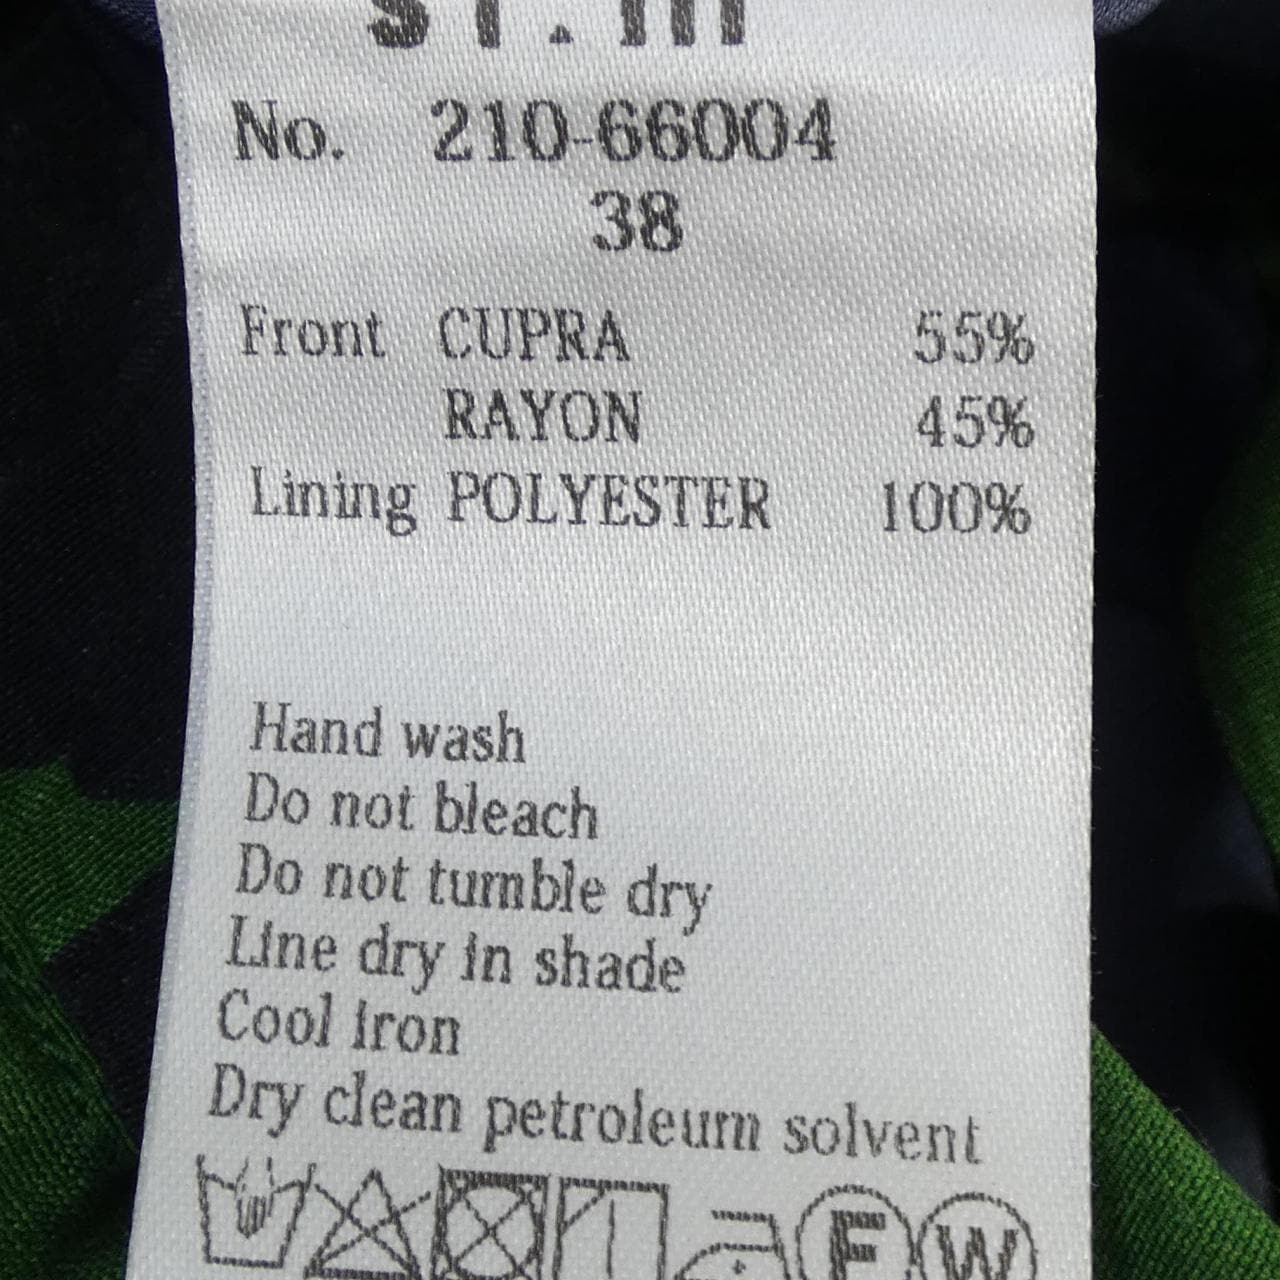 No. 210-66004
38
Front CUPRA 55%
RAYON 45%
Lining POLYESTER 100%
Hand wash
Do not bleach
Do not tumble dry
Line dry in shade
Cool iron
Dry clean petroleum solvent
F W